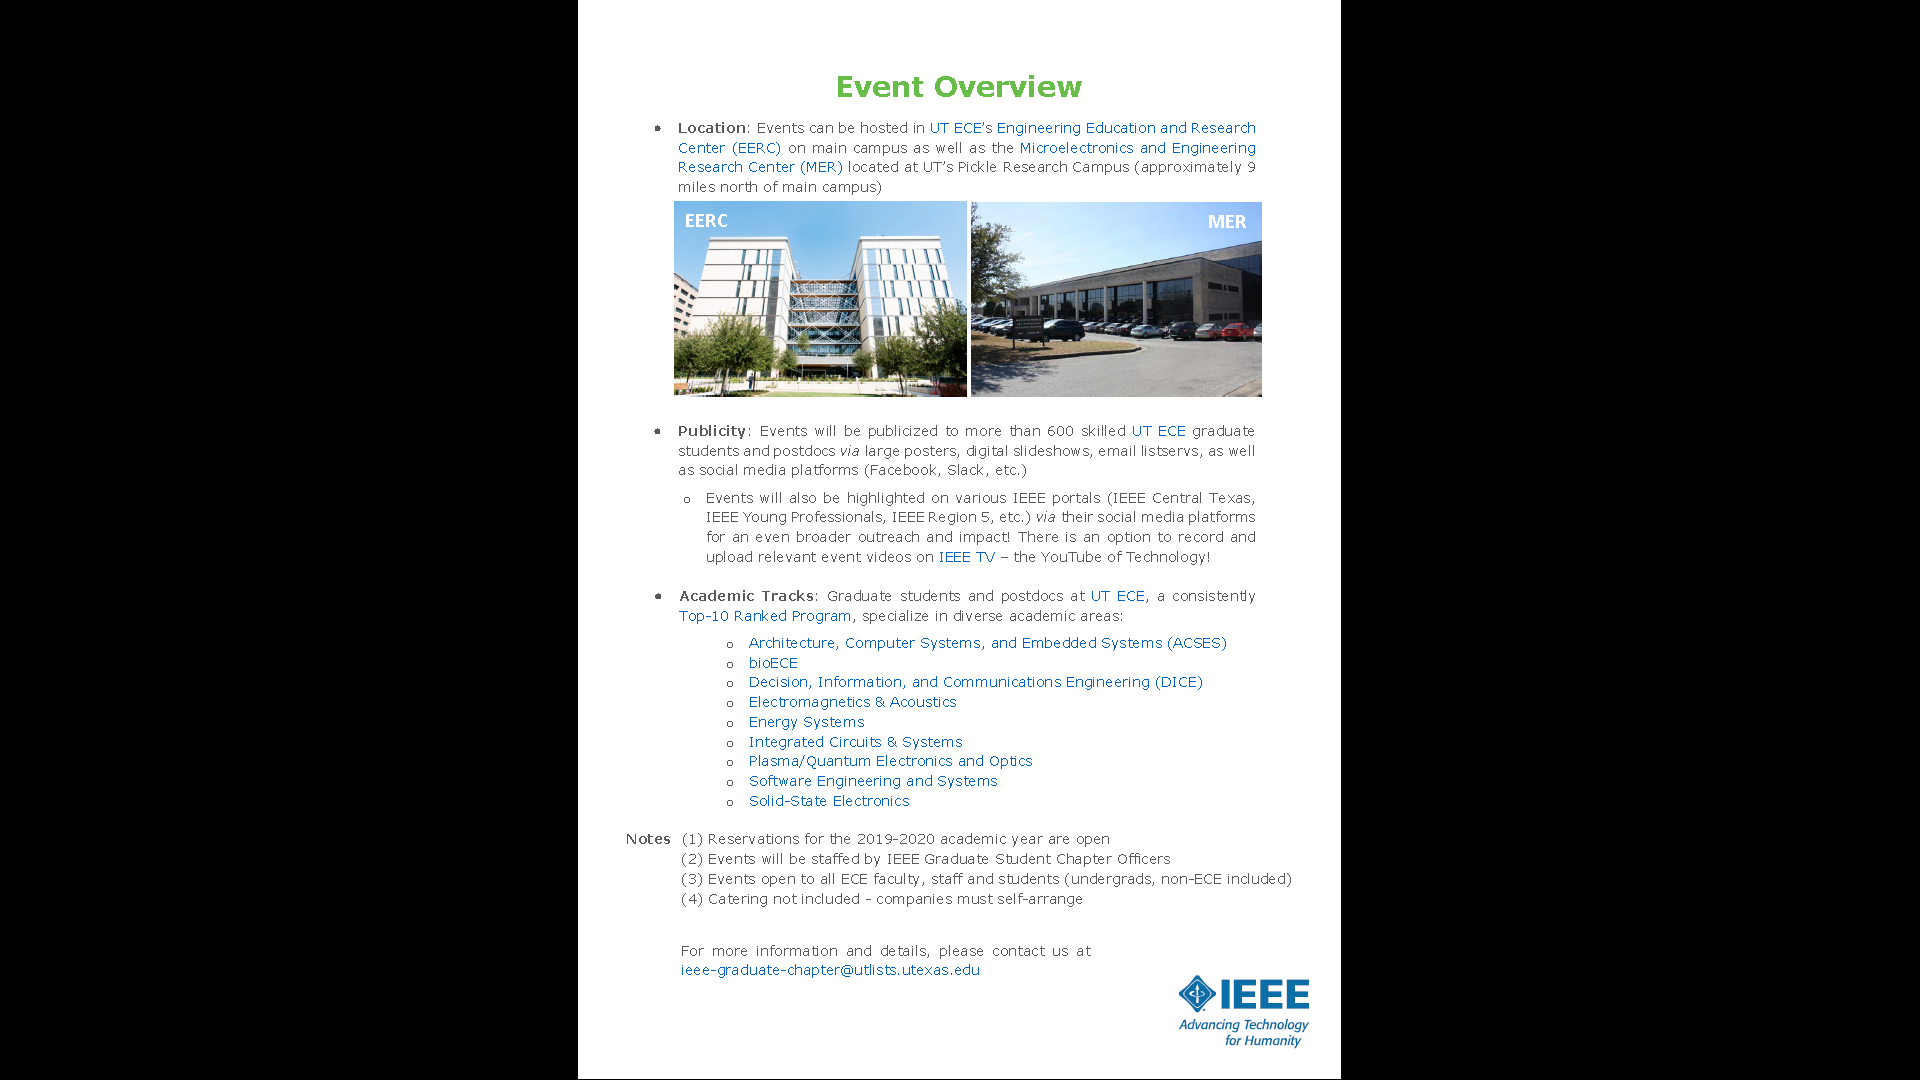 Event Overview
• Location: Events can be hosted in UT ECE’s Engineering Education and Research
Center (EERC) on main campus as well as the Microelectronics and Engineering
Research Center (MER) located at UT’s Pickle Research Campus (approximately 9
miles north of main campus)
EERC
MER
• Publicity: Events will be publicized to more than 600 skilled UT ECE graduate
students and postdocs via large posters, digital slideshows, email listservs, as well
as social media platforms (Facebook, Slack, etc.)
o Events will also be highlighted on various IEEE portals (IEEE Central Texas,
IEEE Young Professionals, IEEE Region 5, etc.) via their social media platforms
for an even broader outreach and impact! There is an option to record and
upload relevant event videos on IEEE TV – the YouTube of Technology!
• Academic Tracks: Graduate students and postdocs at UT ECE, a consistently
Top-10 Ranked Program, specialize in diverse academic areas:
o Architecture, Computer Systems, and Embedded Systems (ACSES)
o bioECE
o Decision, Information, and Communications Engineering (DICE)
o Electromagnetics & Acoustics
o Energy Systems
o Integrated Circuits & Systems
o Plasma/Quantum Electronics and Optics
o Software Engineering and Systems
o Solid-State Electronics
Notes (1) Reservations for the 2019-2020 academic year are open
(2) Events will be staffed by IEEE Graduate Student Chapter Officers
(3) Events open to all ECE faculty, staff and students (undergrads, non-ECE included)
(4) Catering not included - companies must self-arrange
For more information and details, please contact us at
ieee-graduate-chapter@utlists.utexas.edu
IEEE
Advancing Technology
for Humanity